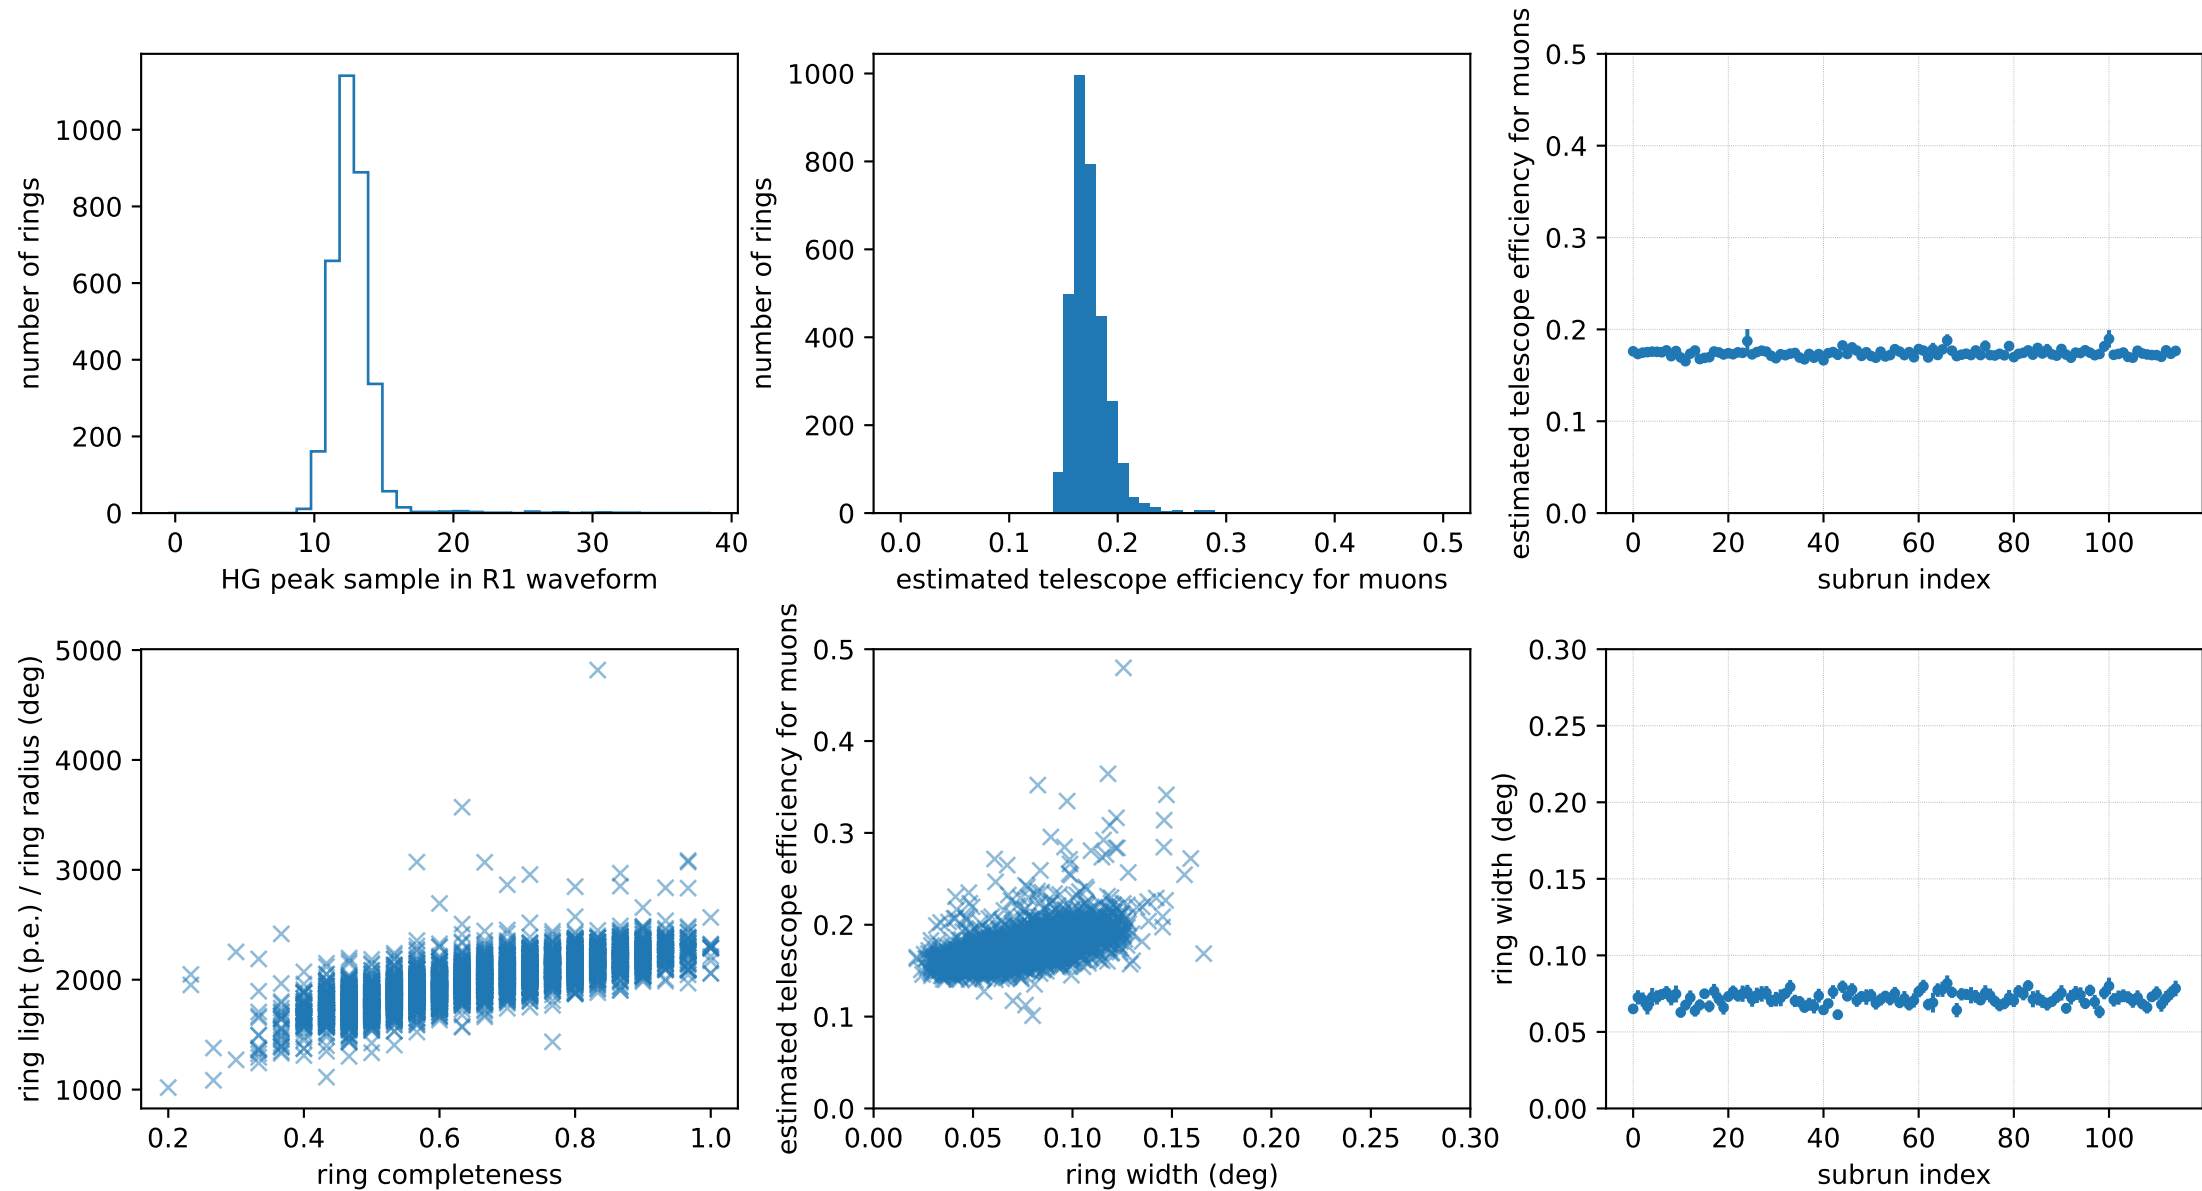 number of rings
1000
800
600
400
200
0
0 10 20 30 40
HG peak sample in R1 waveform
number of rings
1000
800
600
400
200
0
0.0 0.1 0.2 0.3 0.4 0.5
estimated telescope efficiency for muons
estimated telescope efficiency for muons
0.5
0.4
0.3
0.2
0.1
0.0
0 20 40 60 80 100
subrun index
ring light (p.e.) / ring radius (deg)
5000
4000
3000
2000
1000
0.2 0.4 0.6 0.8 1.0
ring completeness
estimated telescope efficiency for muons
0.5
0.4
0.3
0.2
0.1
0.0
0.00 0.05 0.10 0.15 0.20 0.25 0.30
ring width (deg)
ring width (deg)
0.30
0.25
0.20
0.15
0.10
0.05
0.00
0 20 40 60 80 100
subrun index